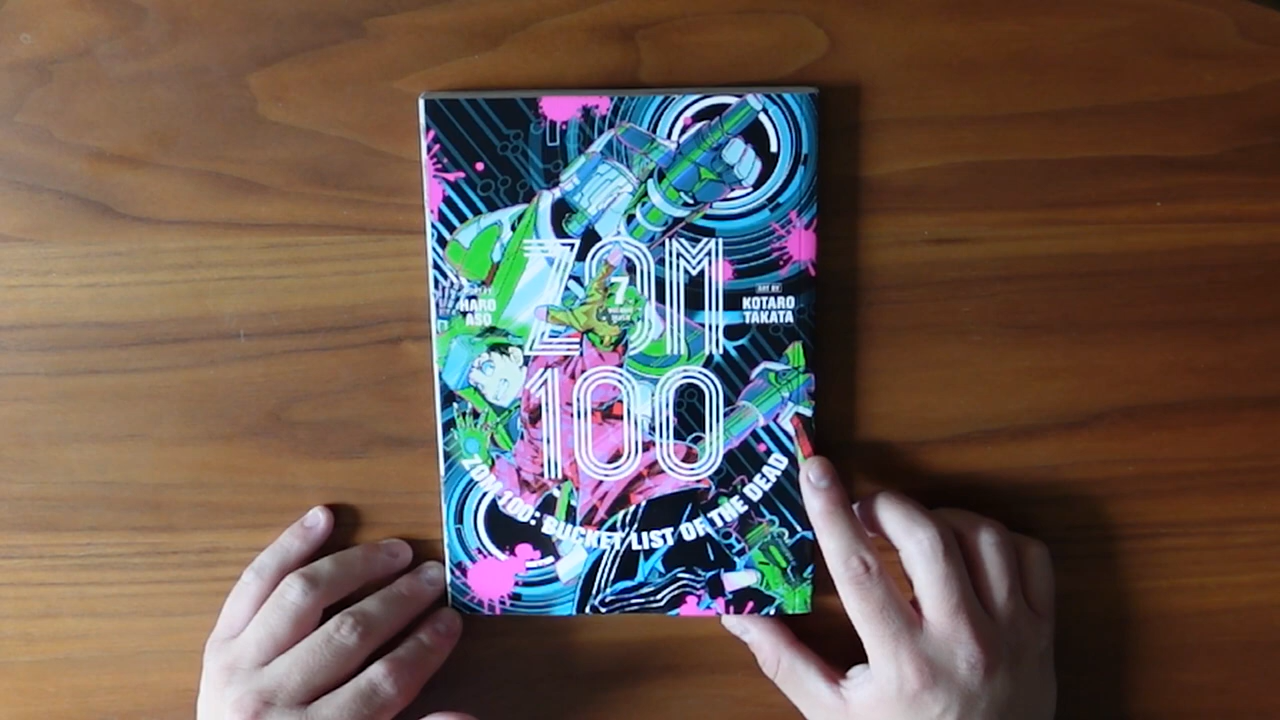 ZOM
7
HARO
ASO
ART BY
KOTARO
TAKATA
100
ZOM 100: BUCKET LIST OF THE DEAD